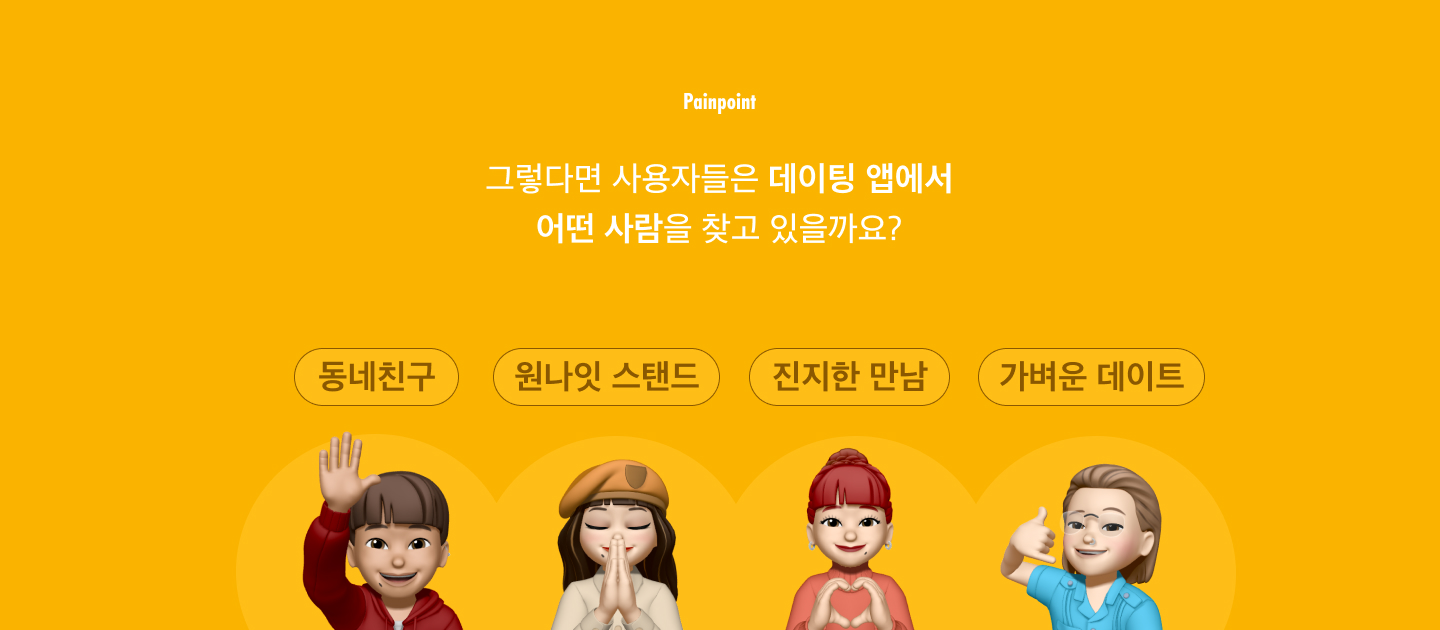 Painpoint
그렇다면 사용자들은 데이팅 앱에서
어떤 사람을 찾고 있을까요?
동네친구
원나잇 스탠드
진지한 만남
가벼운 데이트